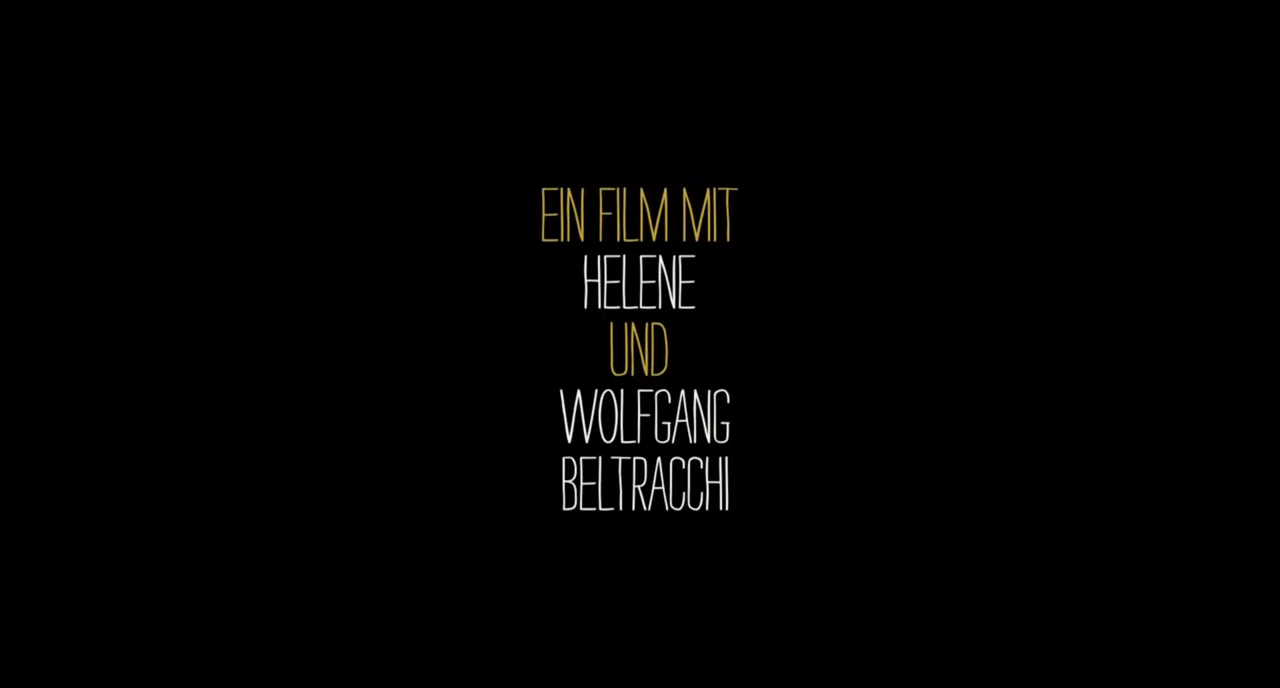 EIN FILM MIT
HELENE
UND
WOLFGANG
BELTRACCHI